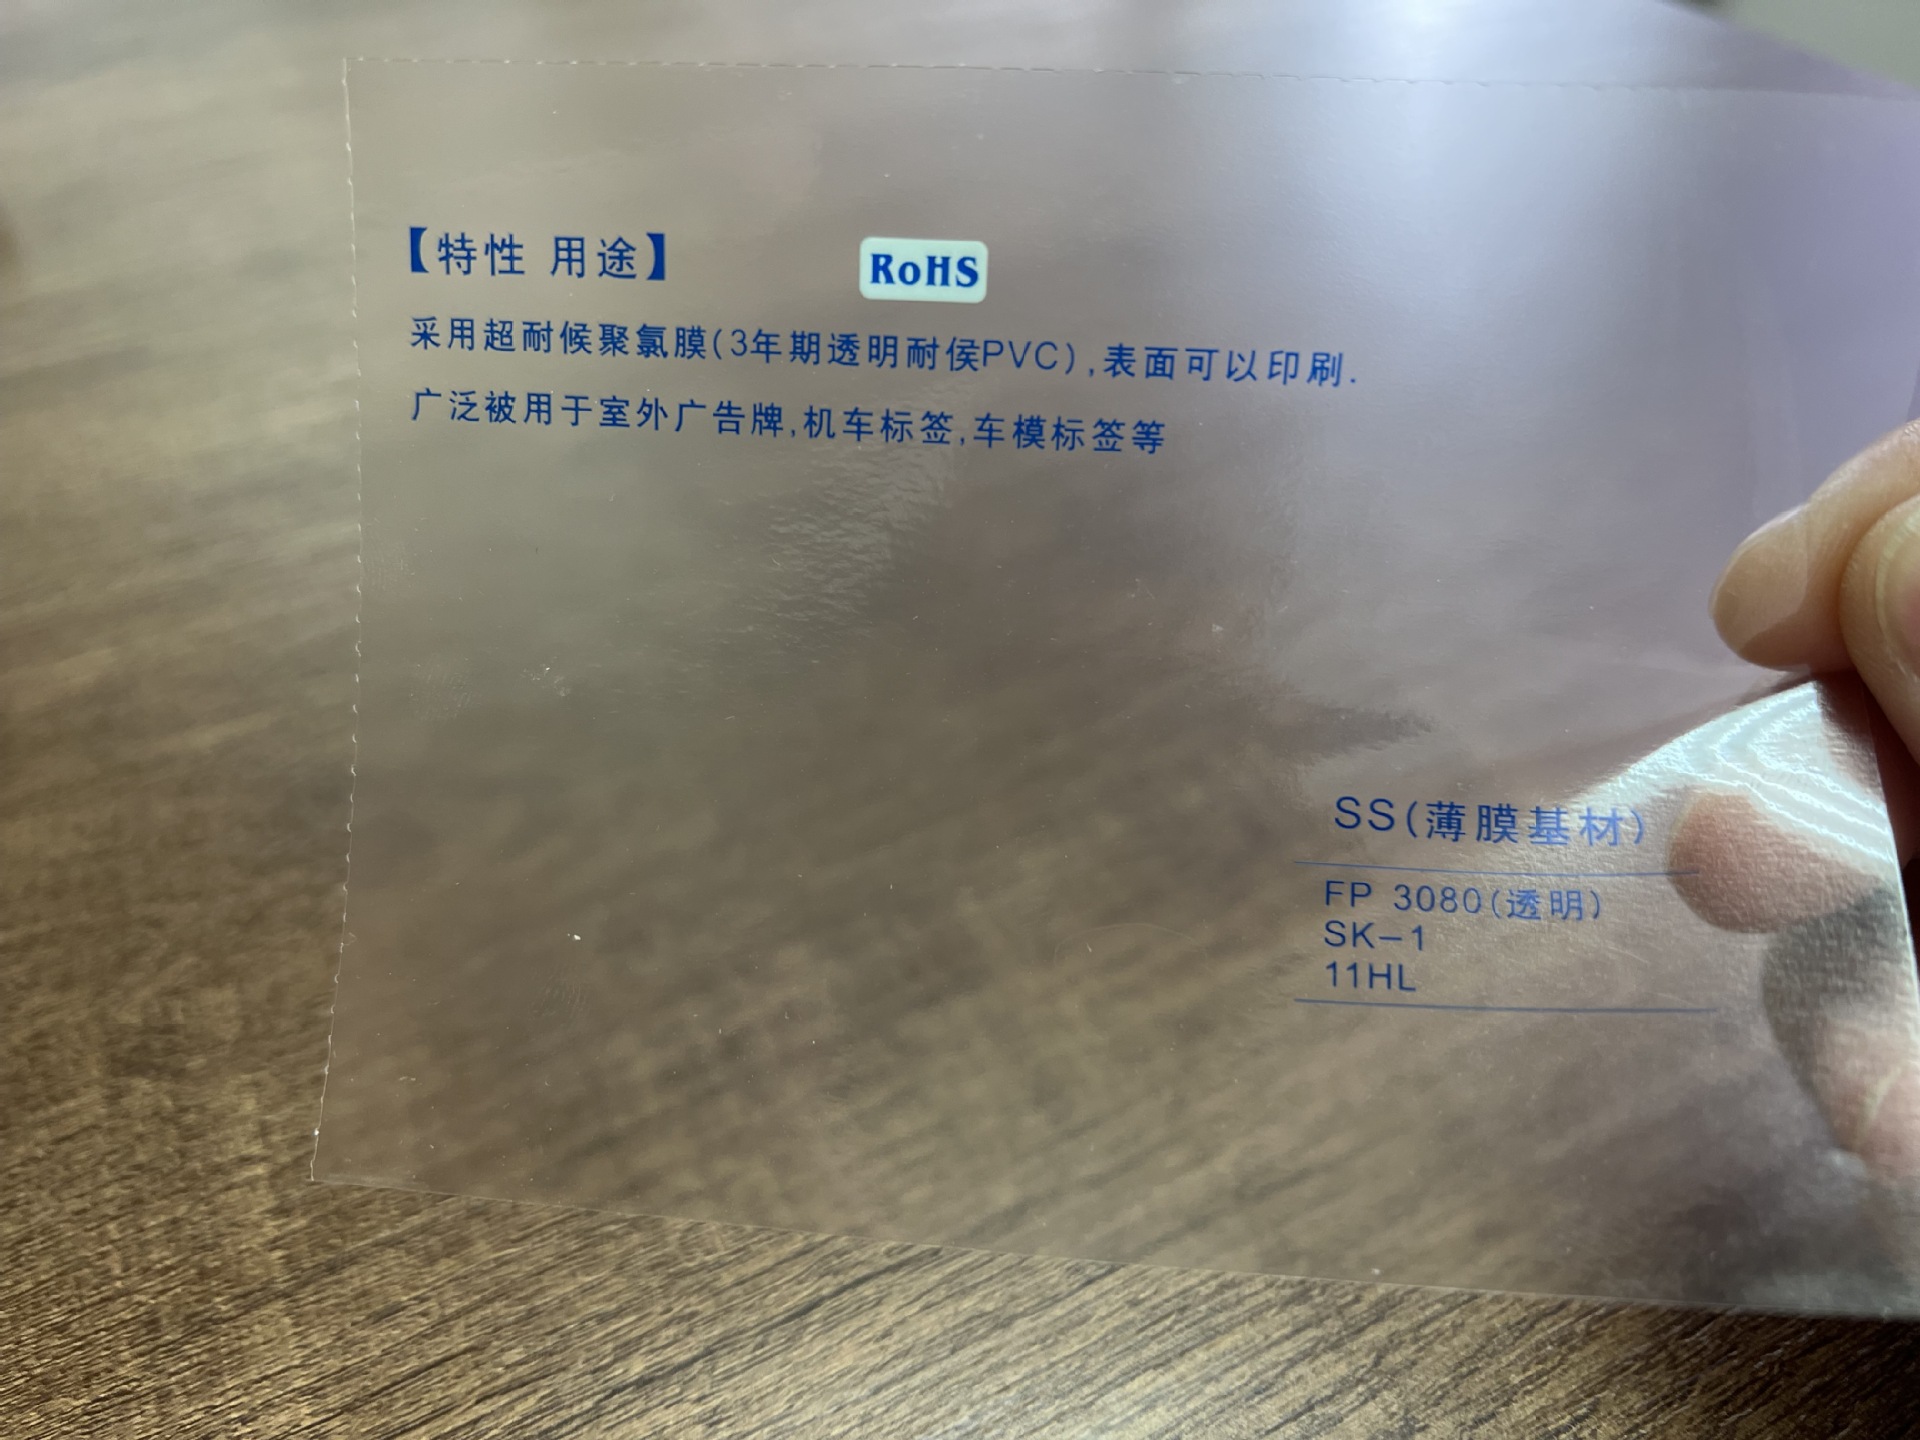 【特性 用途】 RoHS
采用超耐候聚氯膜(3年期透明耐侯PVC),表面可以印刷.
广泛被用于室外广告牌,机车标签,车模标签等
SS(薄膜基材)
FP 3080(透明)
SK-1
11HL